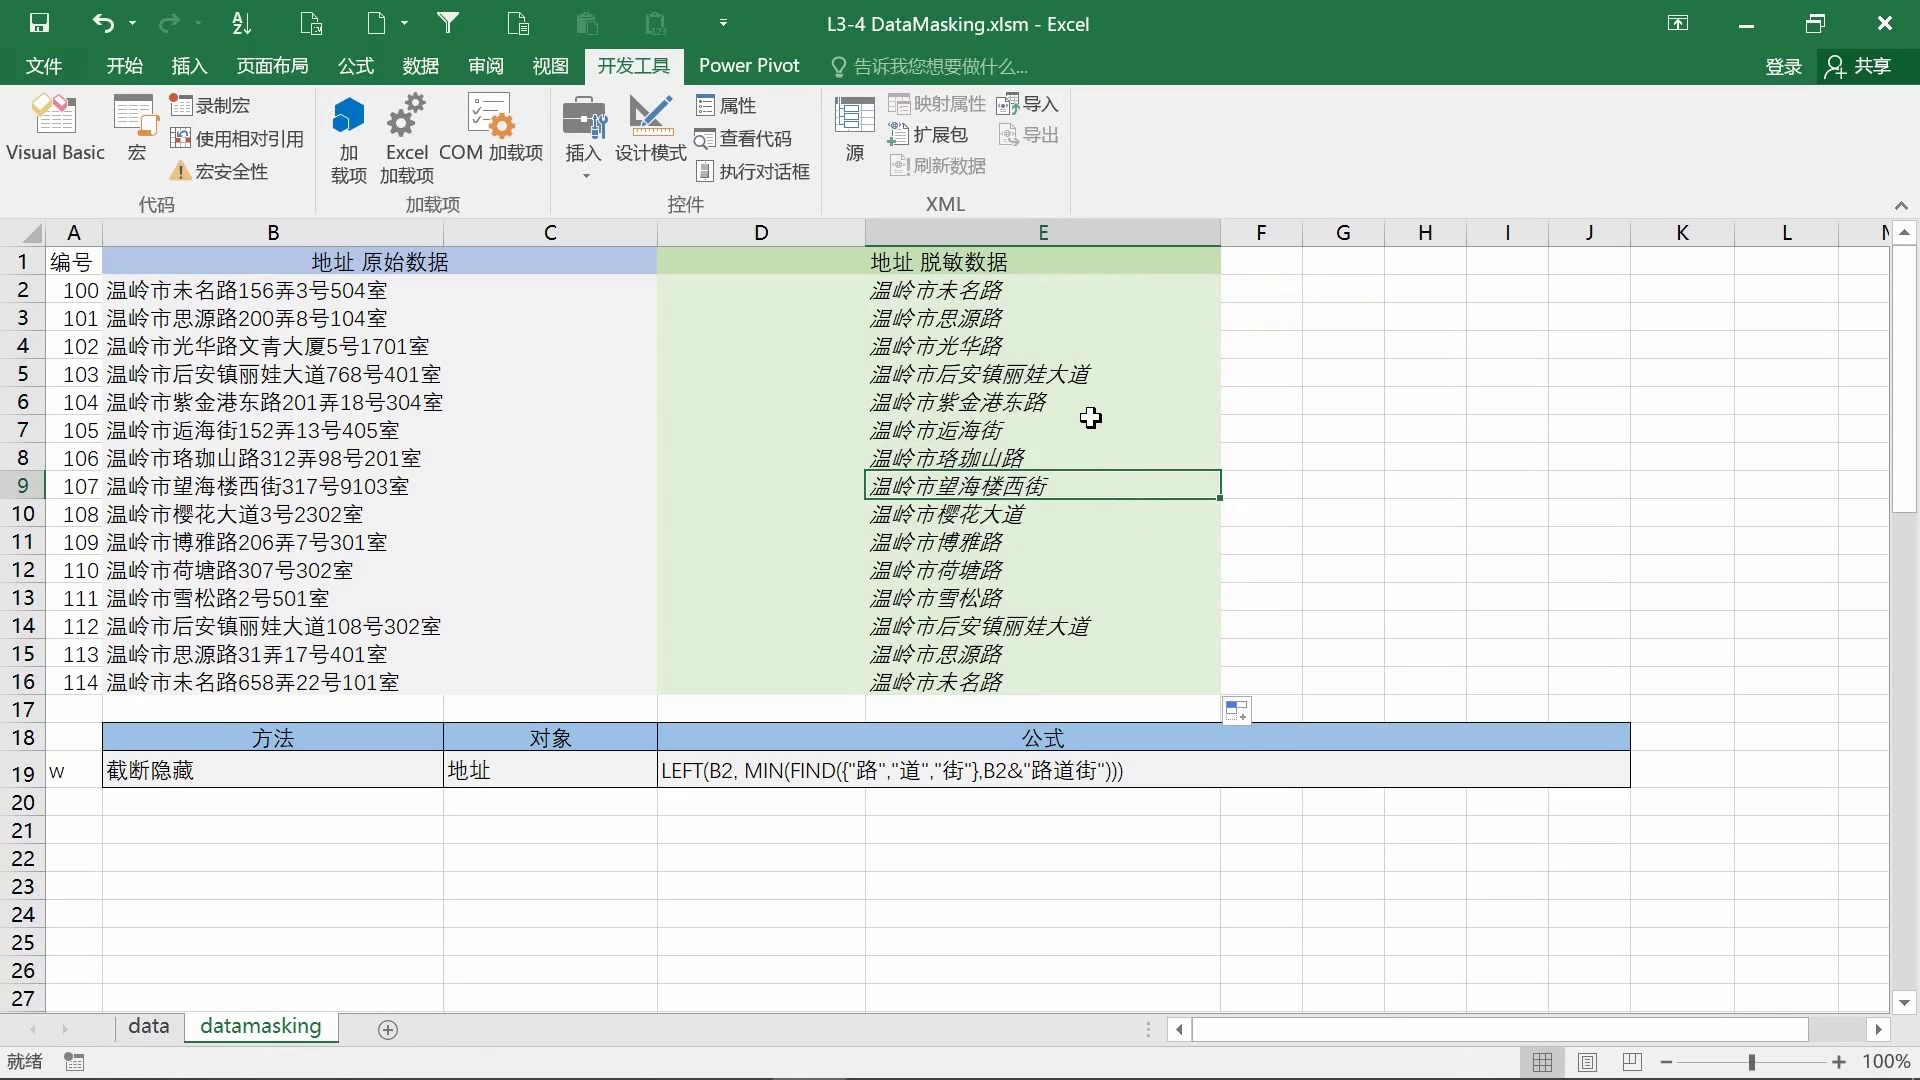 L3-4 DataMasking.xlsm - Excel
文件 开始 插入 页面布局 公式 数据 审阅 视图 开发工具 Power Pivot 告诉我您想要做什么... 登录 共享
Visual Basic
宏
录制宏
使用相对引用
宏安全性
代码
加
载项
Excel
加载项
COM 加载项
加载项
插入
设计模式
属性
查看代码
执行对话框
控件
源
映射属性
扩展包
刷新数据
导入
导出
XML
A B C D E F G H I J K L
1 编号 地址 原始数据 地址 脱敏数据
2 100 温岭市未名路156弄3号504室 温岭市未名路
3 101 温岭市思源路200弄8号104室 温岭市思源路
4 102 温岭市光华路文青大厦5号1701室 温岭市光华路
5 103 温岭市后安镇丽娃大道768号401室 温岭市后安镇丽娃大道
6 104 温岭市紫金港东路201弄18号304室 温岭市紫金港东路
7 105 温岭市逅海街152弄13号405室 温岭市逅海街
8 106 温岭市珞珈山路312弄98号201室 温岭市珞珈山路
9 107 温岭市望海楼西街317号9103室 温岭市望海楼西街
10 108 温岭市樱花大道3号2302室 温岭市樱花大道
11 109 温岭市博雅路206弄7号301室 温岭市博雅路
12 110 温岭市荷塘路307号302室 温岭市荷塘路
13 111 温岭市雪松路2号501室 温岭市雪松路
14 112 温岭市后安镇丽娃大道108号302室 温岭市后安镇丽娃大道
15 113 温岭市思源路31弄17号401室 温岭市思源路
16 114 温岭市未名路658弄22号101室 温岭市未名路
17
18 方法 对象 公式
19 w 截断隐藏 地址 LEFT(B2, MIN(FIND({"路","道","街"},B2&"路道街")))
20
21
22
23
24
25
26
27
data datamasking
就绪 100%